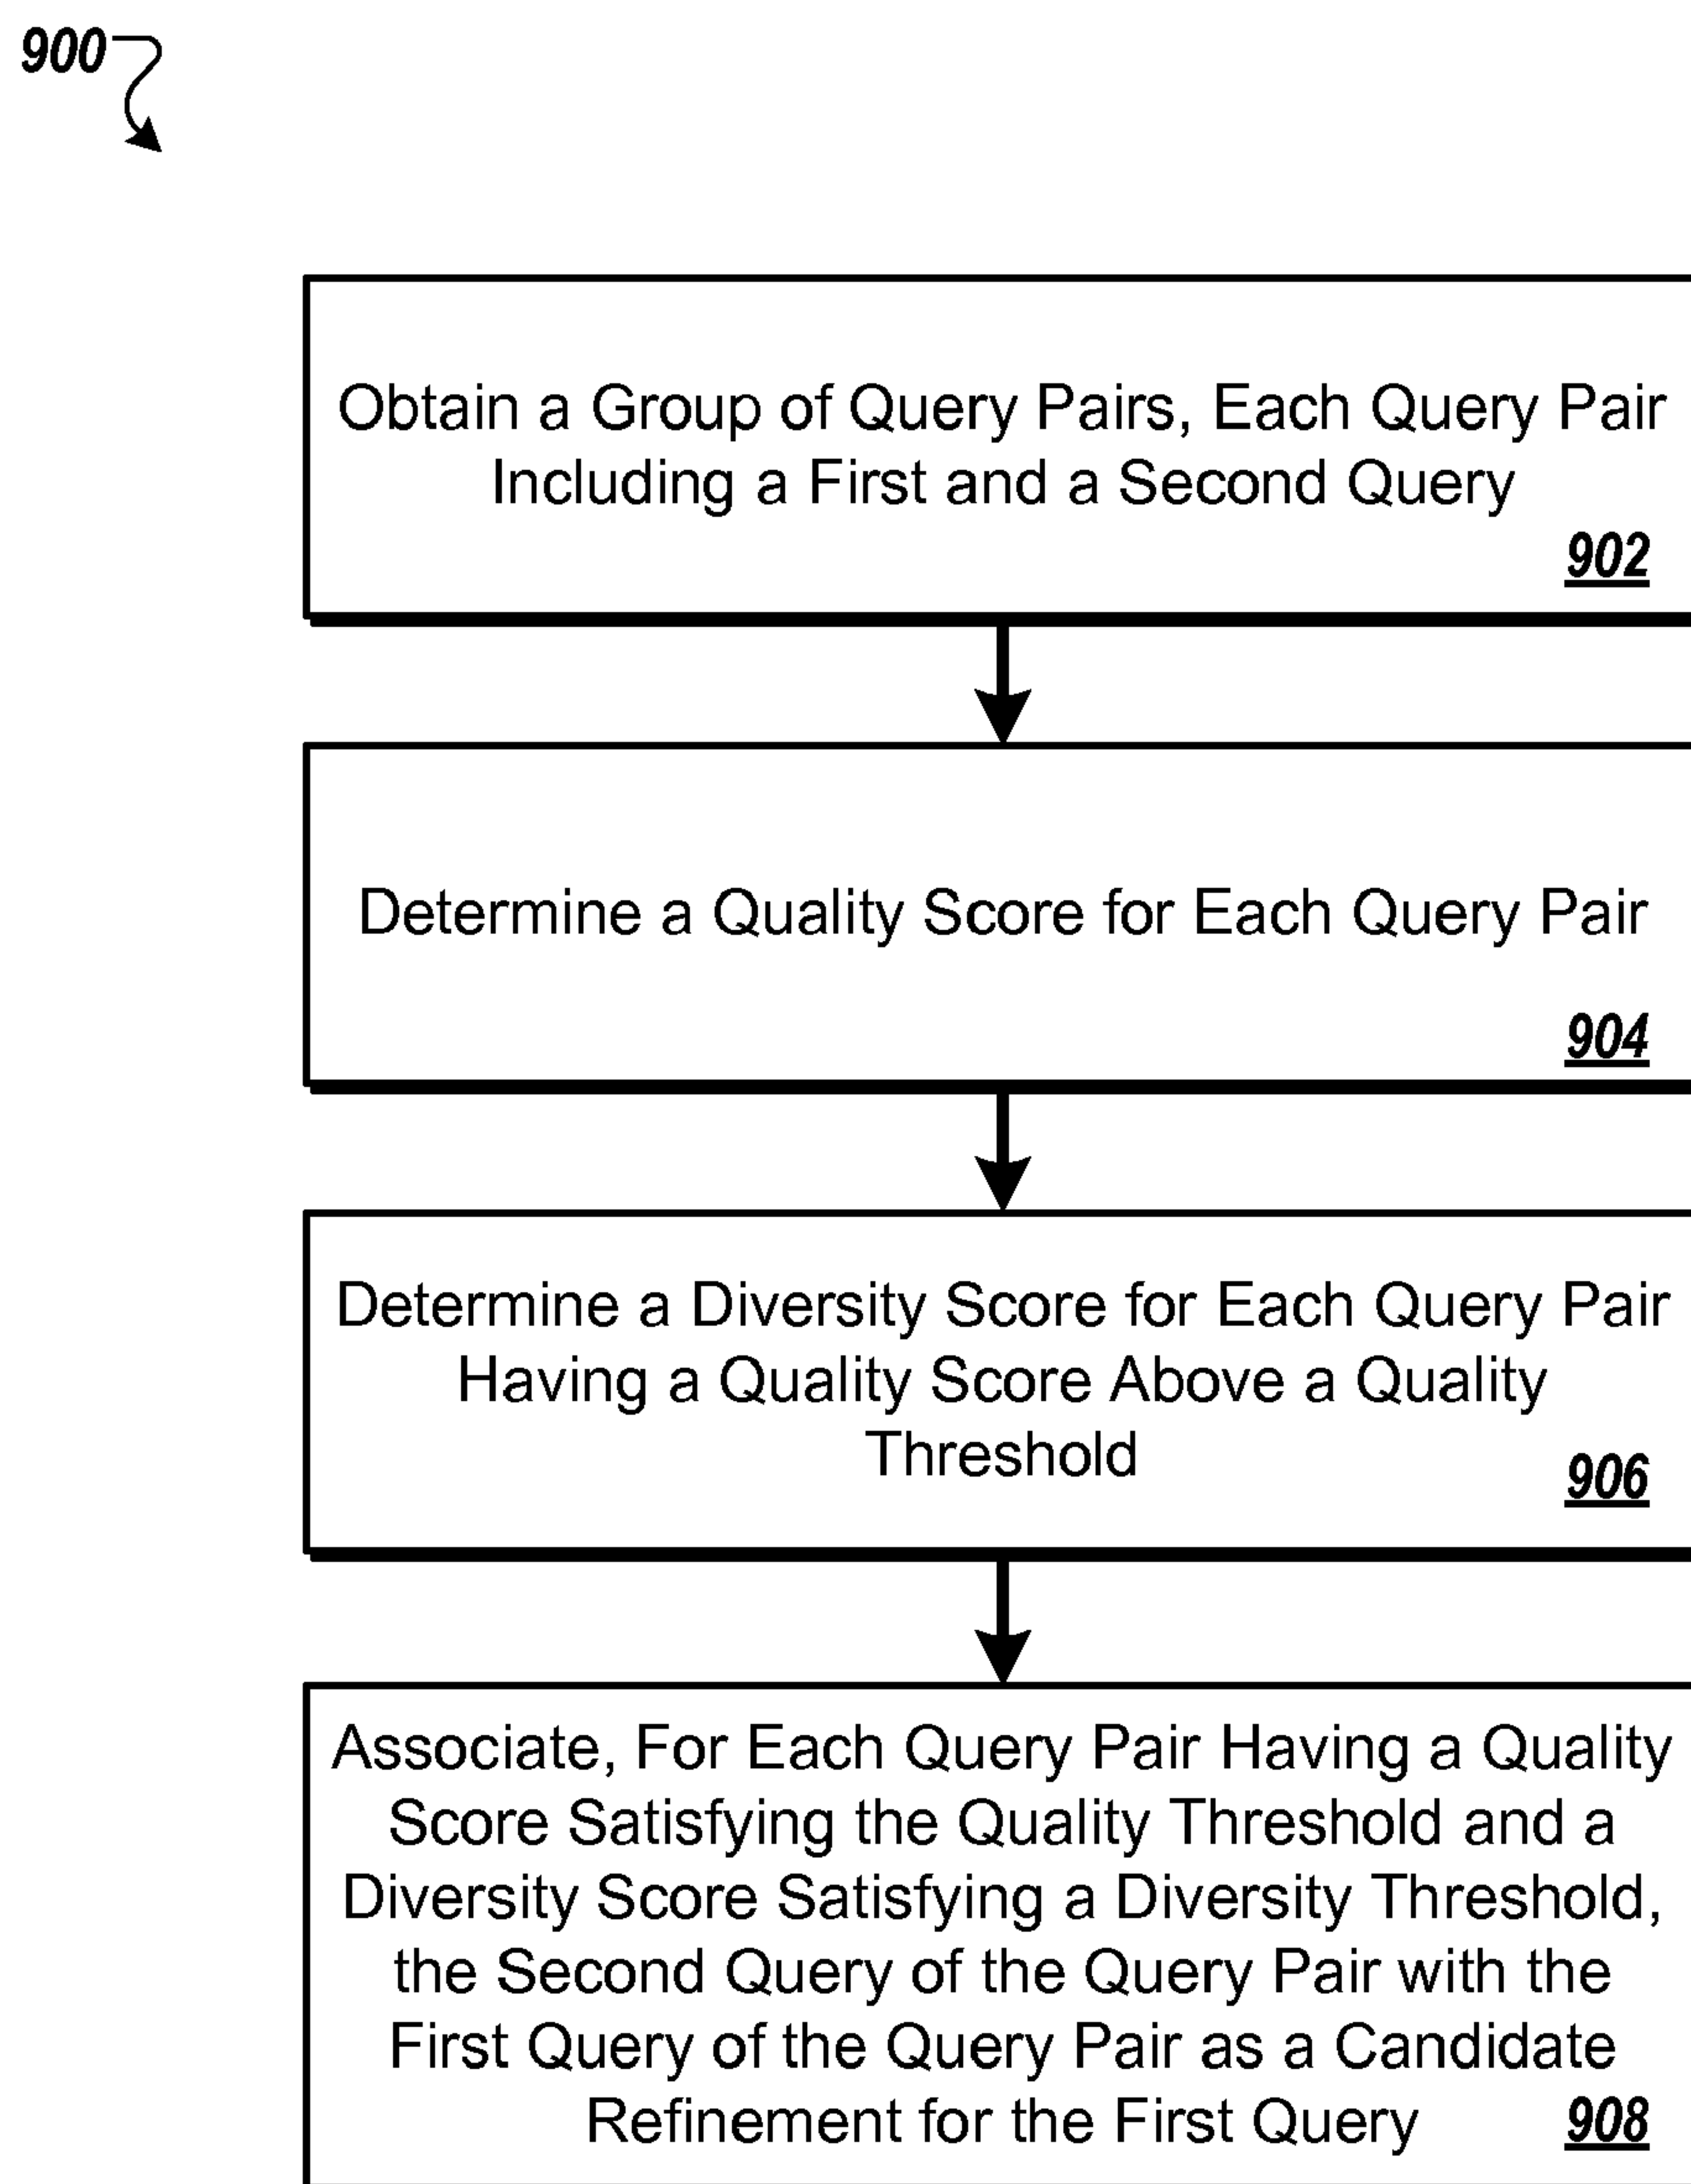 900
Obtain a Group of Query Pairs, Each Query Pair
Including a First and a Second Query
902
Determine a Quality Score for Each Query Pair
904
Determine a Diversity Score for Each Query Pair
Having a Quality Score Above a Quality
Threshold
906
Associate, For Each Query Pair Having a Quality
Score Satisfying the Quality Threshold and a
Diversity Score Satisfying a Diversity Threshold,
the Second Query of the Query Pair with the
First Query of the Query Pair as a Candidate
Refinement for the First Query
908